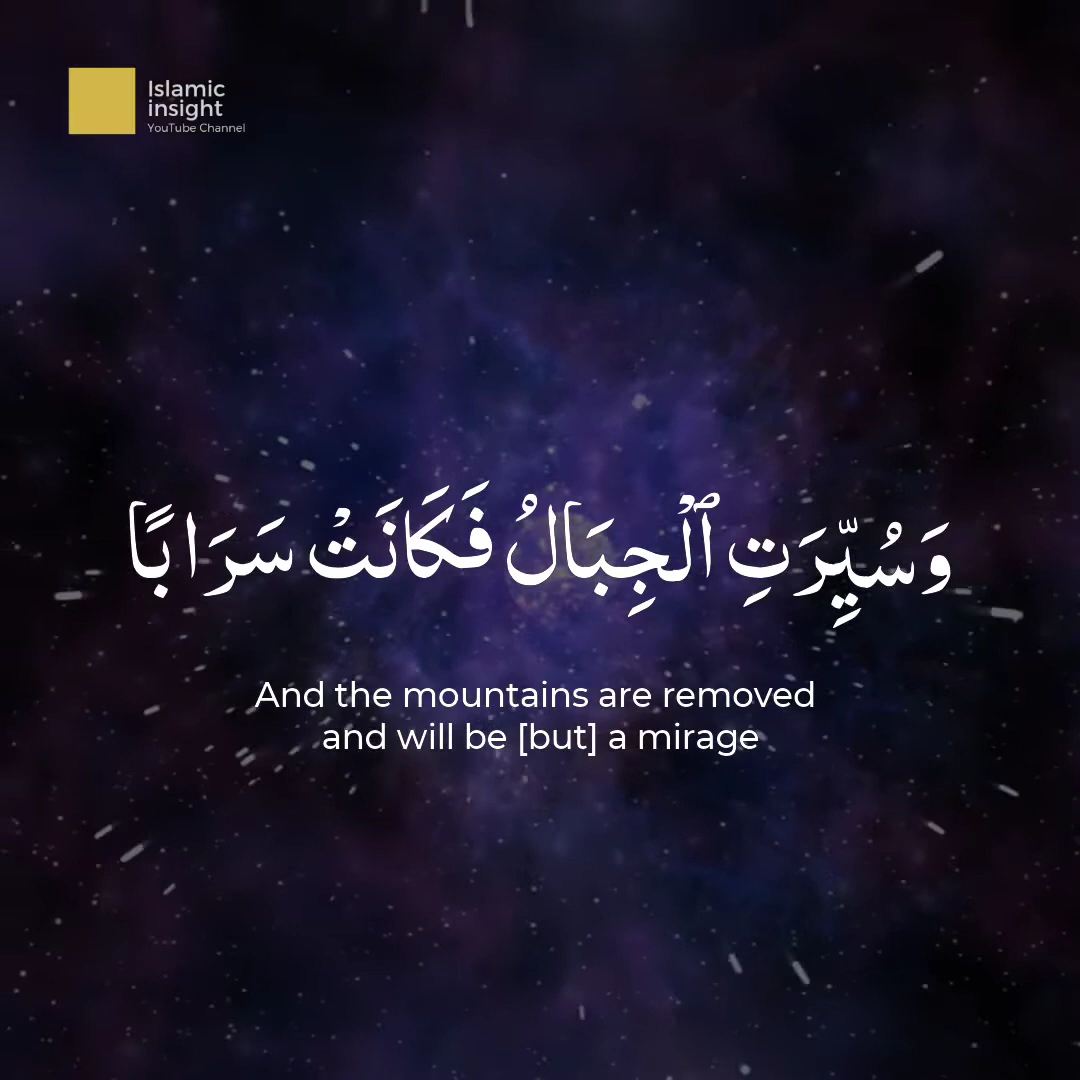 Islamic
insight
YouTube Channel
وَسُيِّرَتِ ٱلْجِبَالُ فَكَانَتْ سَرَابًا
And the mountains are removed
and will be [but] a mirage